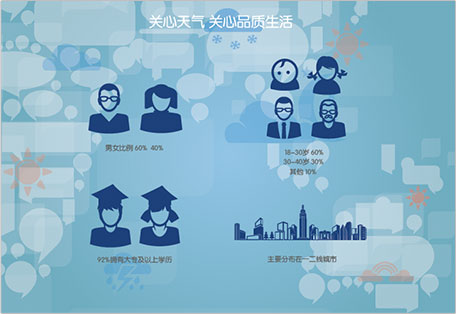 关心天气 关心品质生活
男女比例 60% 40%
18-30岁 60%
30-40岁 30%
其他 10%
92%拥有大专及以上学历
主要分布在一二线城市